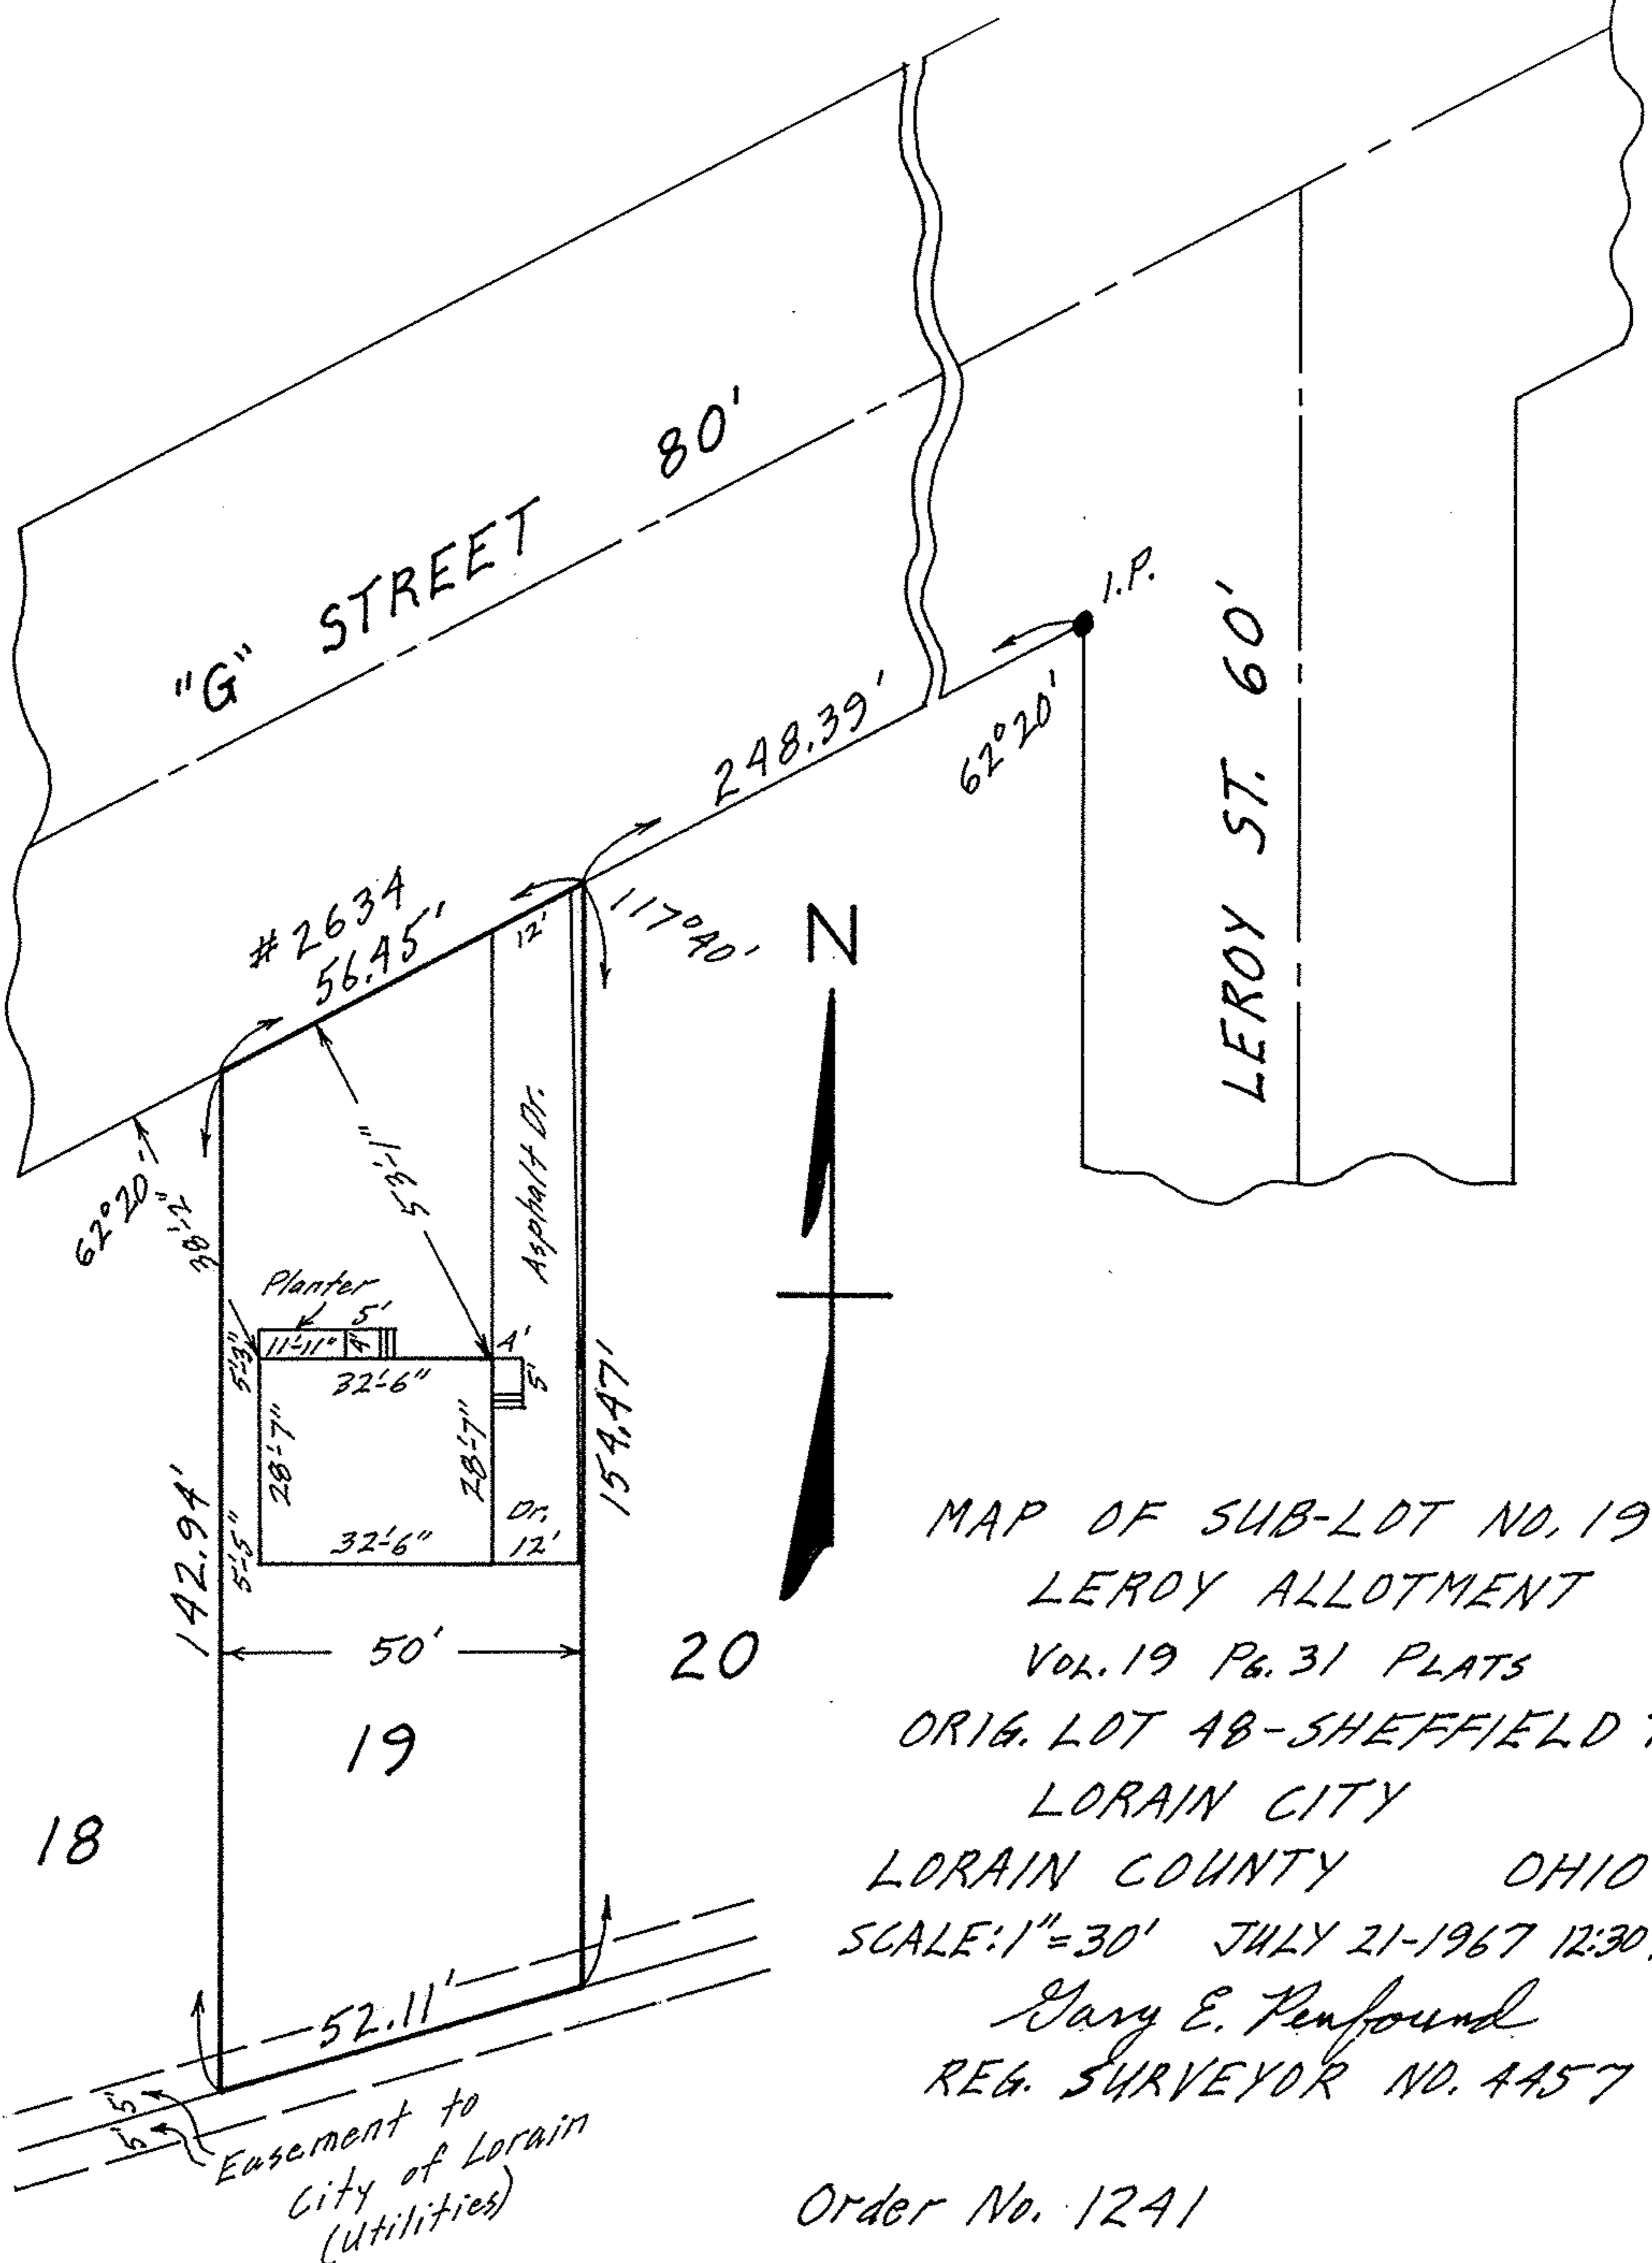 "G" STREET 80'
I.P.
62°20'
248.39'
LEROY ST. 60'
#2634
56.45'
12'
117°40'
N
62°20'
38'-2"
53'-1"
Asphalt Dr.
Planter
5'
11'-11"
4'
4'
5'
5'-3"
32'-6"
28'-7"
28'-7"
5'-5"
32'-6"
Dr.
12'
142.94'
154.47'
50'
20
19
18
52.11'
5'
5'
Easement to
City of Lorain
(Utilities)
MAP OF SUB-LOT NO. 19
LEROY ALLOTMENT
VOL. 19 PG. 31 PLATS
ORIG. LOT 48-SHEFFIELD
LORAIN CITY
LORAIN COUNTY OHIO
SCALE: 1"=30' JULY 21-1967 12:30
Gary E. Penfound
REG. SURVEYOR NO. 4457
Order No. 1241